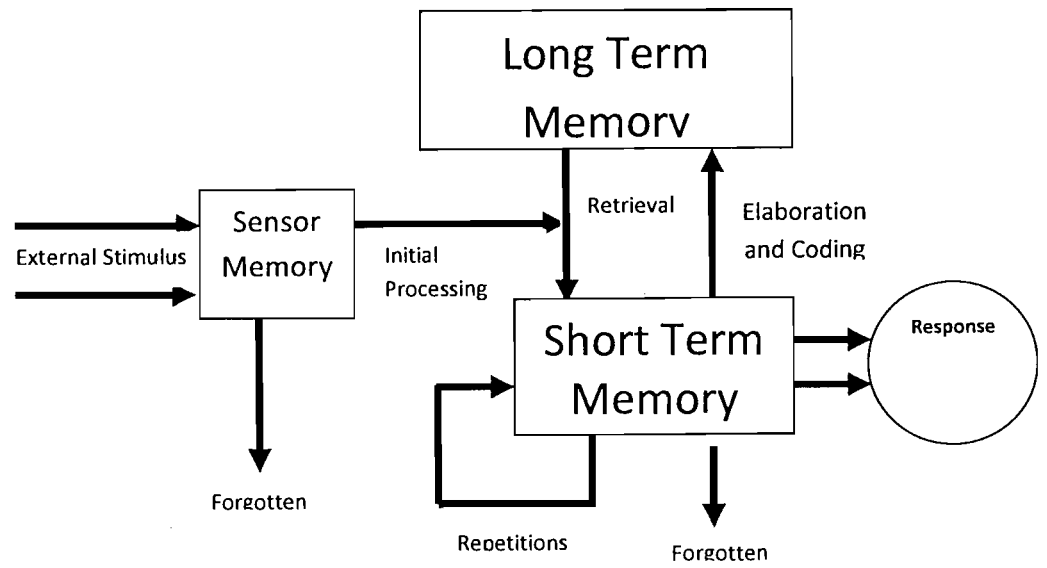 Long Term
Memory
Sensor
Memory
External Stimulus
Initial
Processing
Retrieval
Elaboration
and Coding
Short Term
Memory
Response
Forgotten
Repetitions
Forgotten